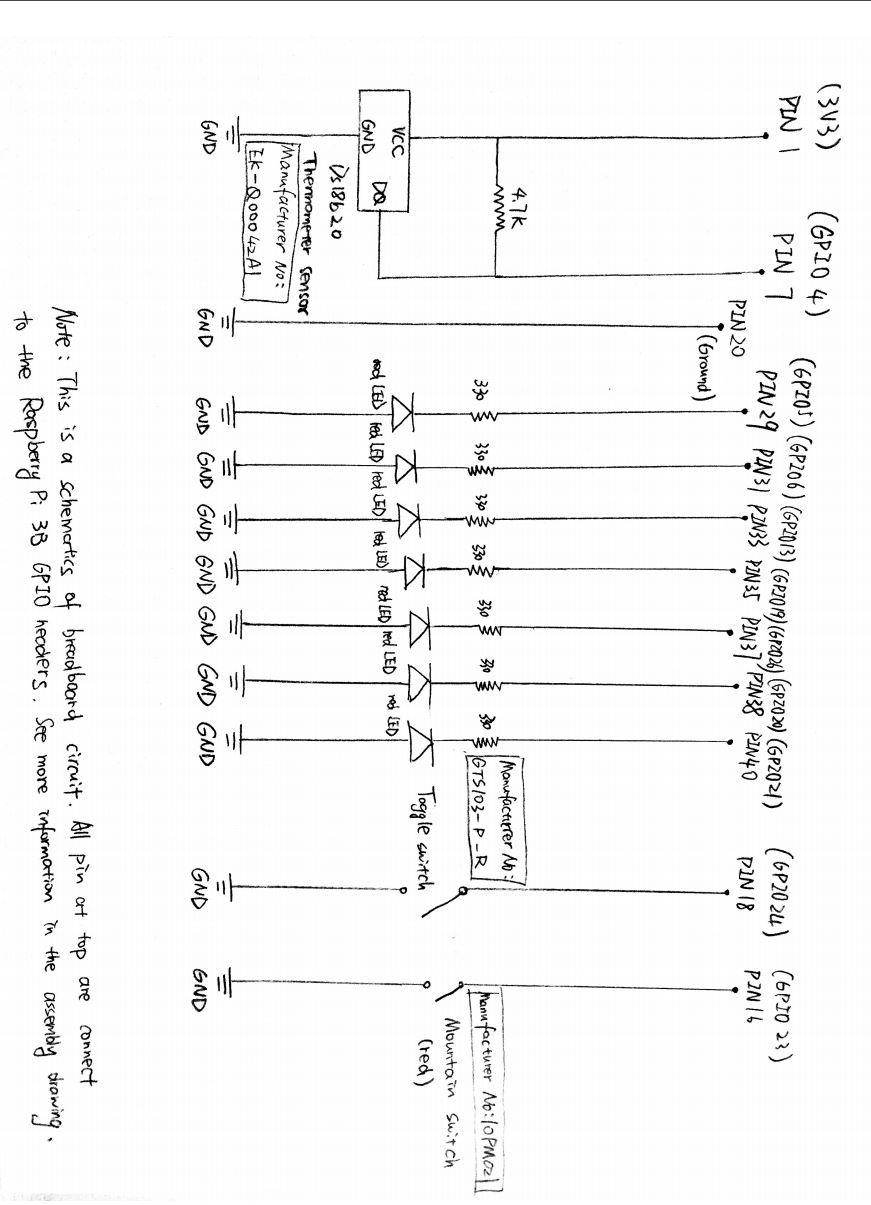 (3V3)
PIN 1
(GPIO 4)
PIN 7
PIN 20
(Ground)
(GPIO5)
PIN 29
(GPIO6)
PIN31
(GPIO13)
PIN33
(GPIO19)
PIN35
(GPIO26)
PIN37
(GPIO20)
PIN38
(GPIO21)
PIN40
(GPIO24)
PIN 18
(GPIO 23)
PIN 16
4.7K
330
330
330
330
330
330
330
Manufacturer No:
GTS103-P-R
Toggle switch
Manufacturer No:10PM021
Mountain switch
(red)
VCC
DQ
GND
Ds18b20
Thermometer sensor
Manufacturer No:
EK-Q00042A1
red LED
red LED
red LED
red LED
red LED
red LED
red LED
GND
GND
GND
GND
GND
GND
GND
GND
GND
GND
GND
Note: This is a schematics of breadboard circuit. All pin at top are connect
to the Raspberry Pi 3B GPIO headers. See more information in the assembly drawing.